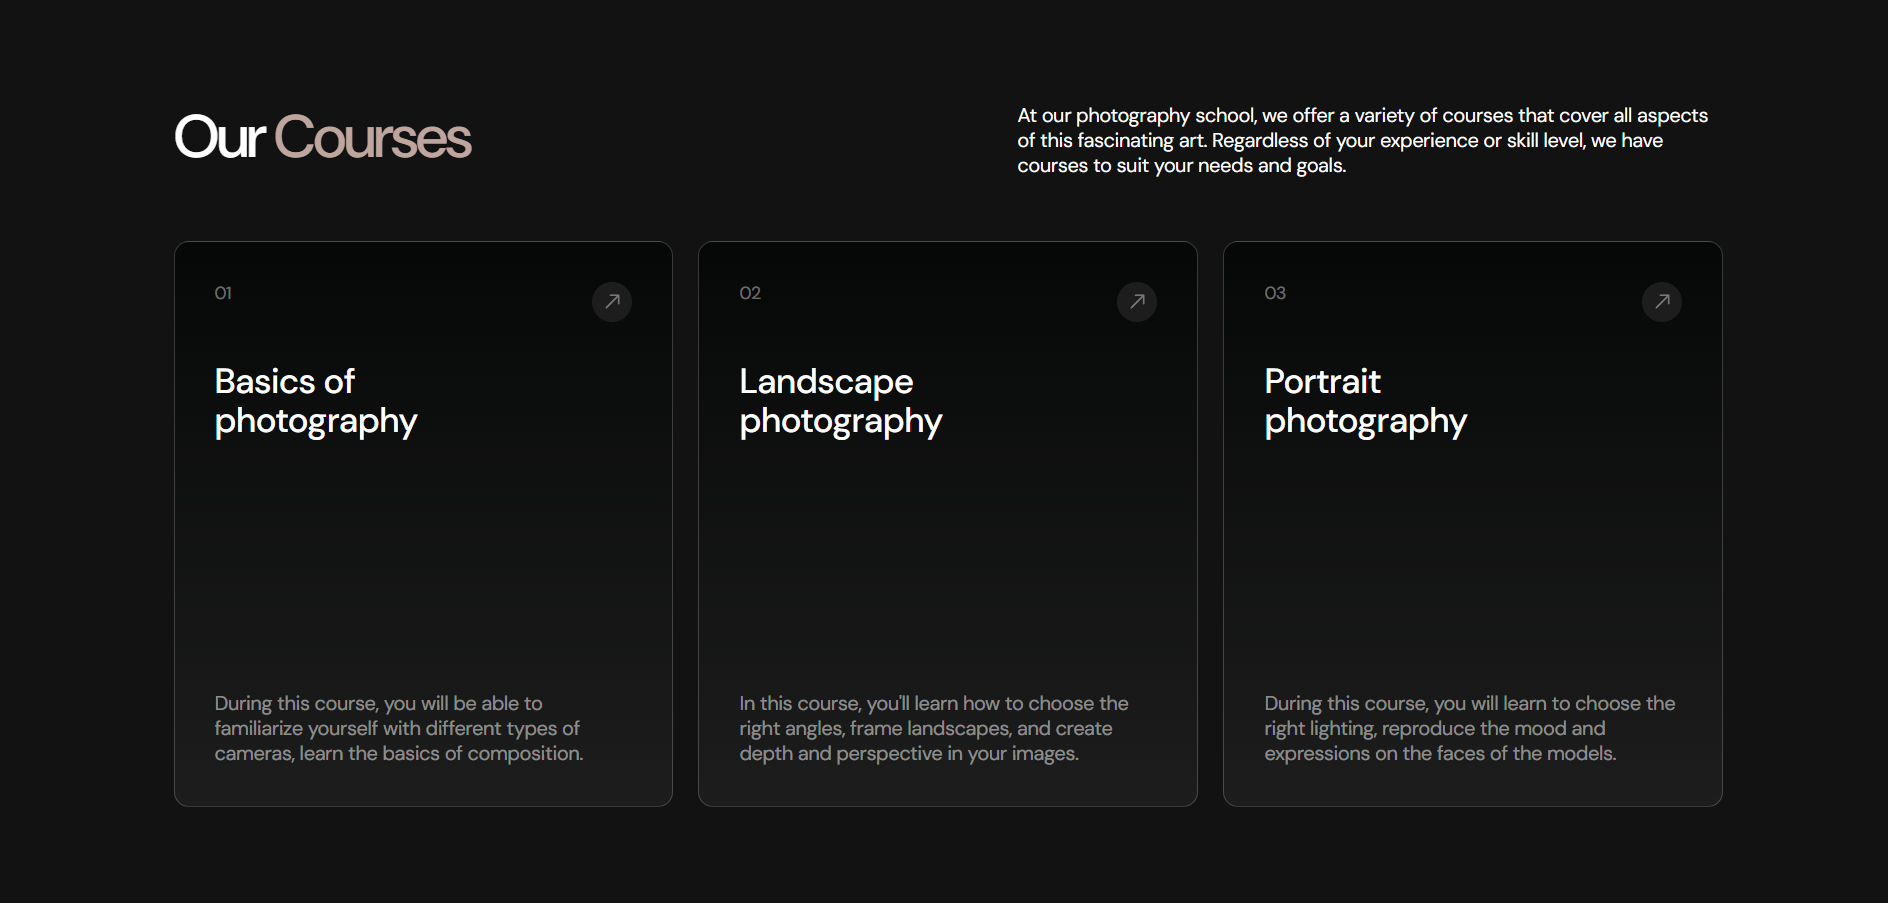 Our Courses
At our photography school, we offer a variety of courses that cover all aspects
of this fascinating art. Regardless of your experience or skill level, we have
courses to suit your needs and goals.
01
Basics of
photography
During this course, you will be able to
familiarize yourself with different types of
cameras, learn the basics of composition.
02
Landscape
photography
In this course, you'll learn how to choose the
right angles, frame landscapes, and create
depth and perspective in your images.
03
Portrait
photography
During this course, you will learn to choose the
right lighting, reproduce the mood and
expressions on the faces of the models.